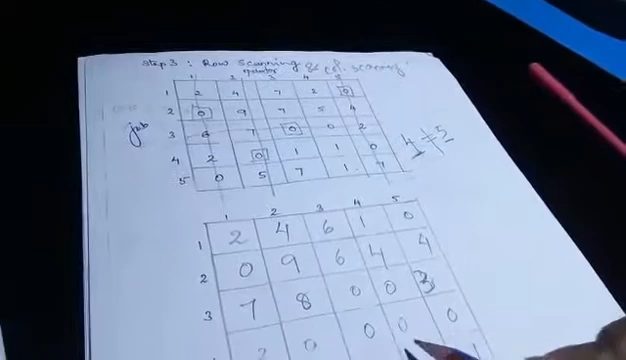 Step 3 : Row scanning & col. scanning
operator
1 2 3 4 5
1 2 4 7 2 0
2 0 9 7 5 4
job 3 6 7 0 0 2
4 2 0 1 1 0
5 0 5 7 1 4
4 ≠ 5
1 2 3 4 5
1 2 4 6 1 0
2 0 9 6 4 4
3 7 8 0 0 3
2 0 0 0 0